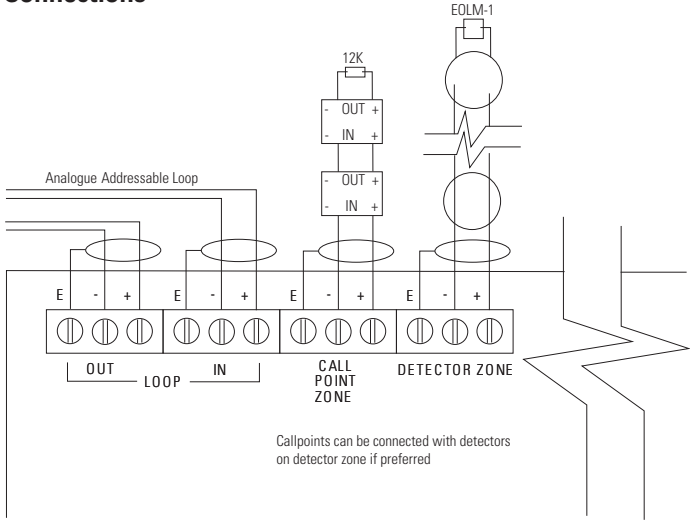 EOLM-1
12K
- OUT +
- IN +
- OUT +
- IN +
Analogue Addressable Loop
E - + E - + E - + E - +
OUT LOOP IN
CALL POINT ZONE
DETECTOR ZONE
Callpoints can be connected with detectors
on detector zone if preferred